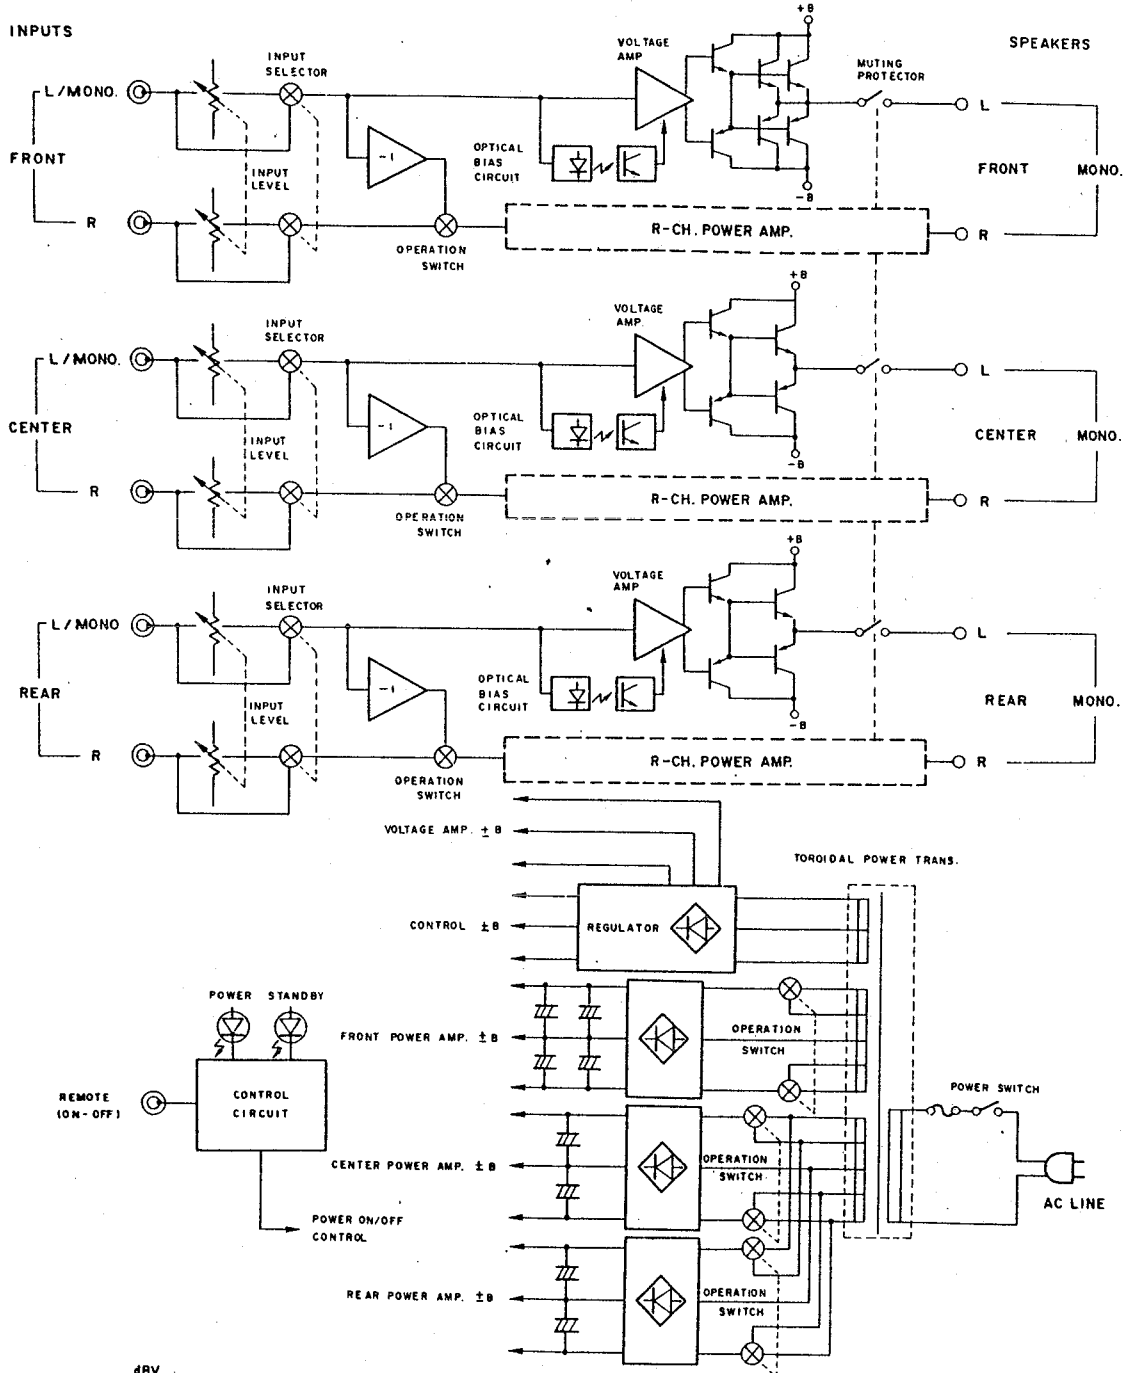 INPUTS
SPEAKERS
INPUT
SELECTOR
VOLTAGE
AMP
+B
MUTING
PROTECTOR
L/MONO.
L
FRONT
-1
INPUT
LEVEL
OPTICAL
BIAS
CIRCUIT
-B
FRONT
MONO.
R
OPERATION
SWITCH
R-CH. POWER AMP.
R
INPUT
SELECTOR
VOLTAGE
AMP.
+B
L/MONO.
L
CENTER
-1
INPUT
LEVEL
OPTICAL
BIAS
CIRCUIT
-B
CENTER
MONO.
R
OPERATION
SWITCH
R-CH. POWER AMP.
R
INPUT
SELECTOR
VOLTAGE
AMP
+B
L/MONO
L
REAR
-1
INPUT
LEVEL
OPTICAL
BIAS
CIRCUIT
-B
REAR
MONO.
R
OPERATION
SWITCH
R-CH. POWER AMP.
R
VOLTAGE AMP. ±B
TOROIDAL POWER TRANS.
CONTROL ±B
REGULATOR
POWER STANDBY
FRONT POWER AMP. ±B
OPERATION
SWITCH
REMOTE
(ON-OFF)
CONTROL
CIRCUIT
POWER SWITCH
CENTER POWER AMP. ±B
OPERATION
SWITCH
AC LINE
POWER ON/OFF
CONTROL
REAR POWER AMP. ±B
OPERATION
SWITCH
dBV